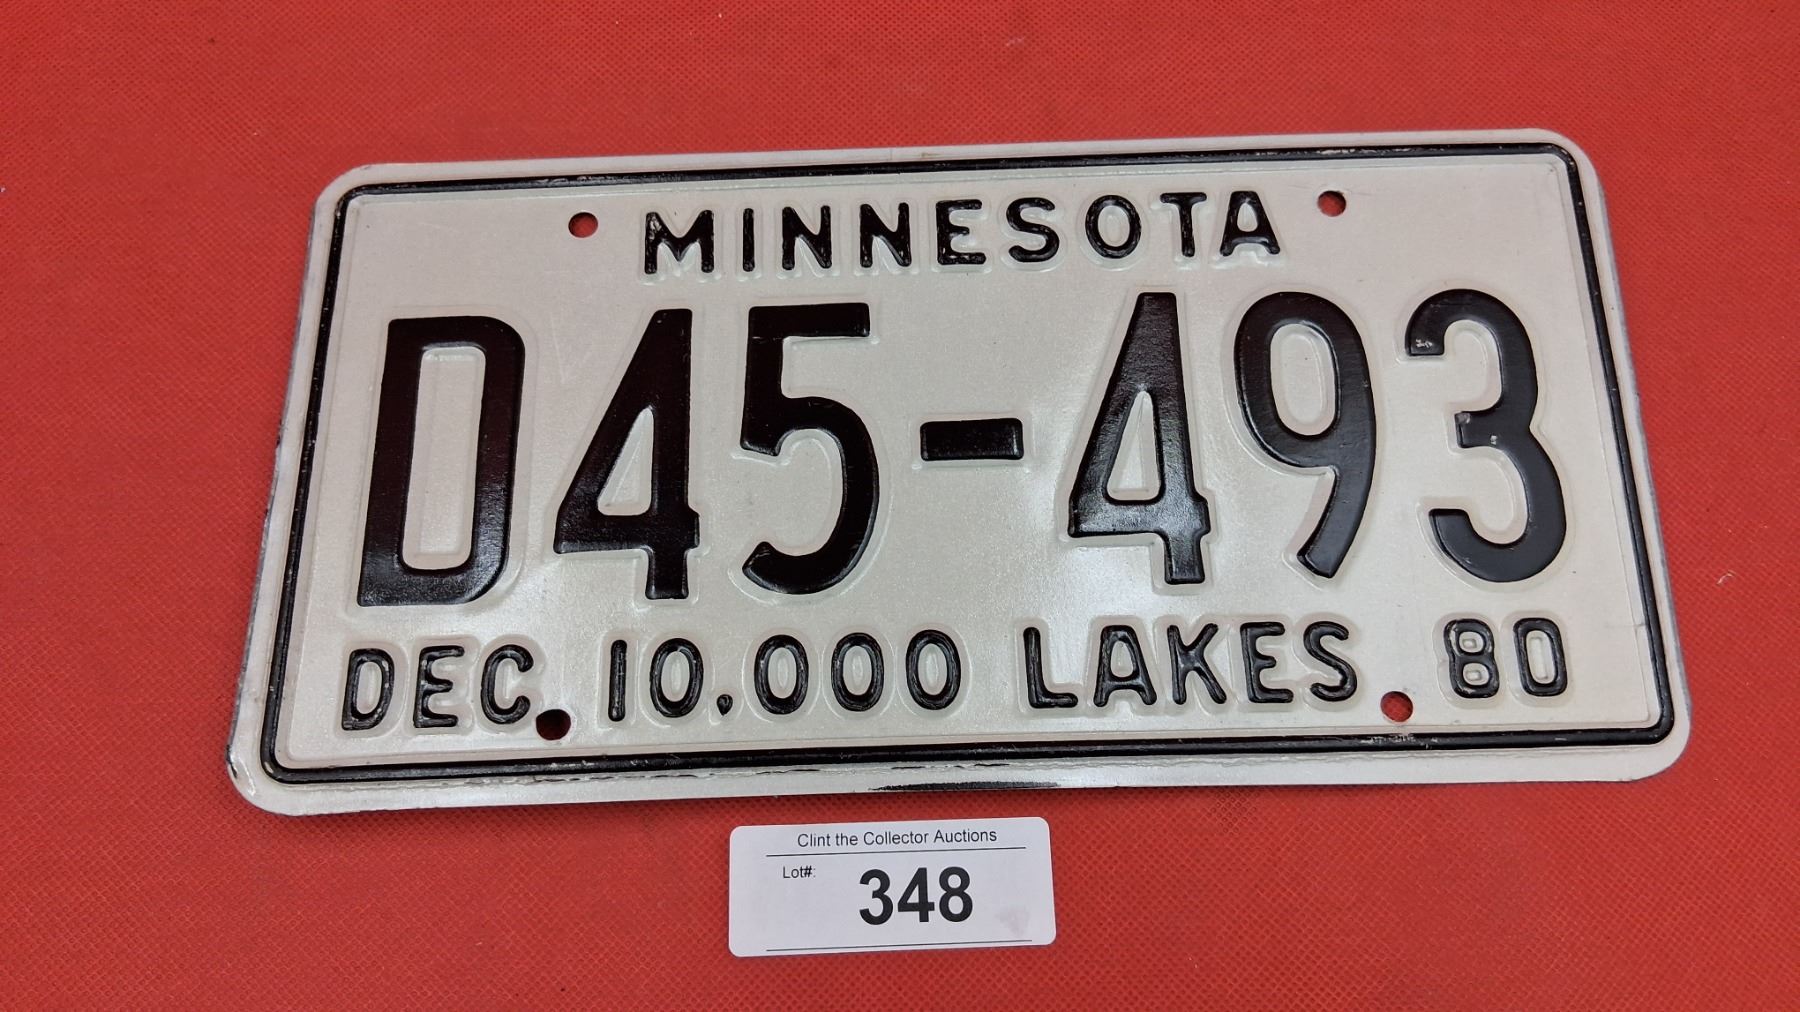 MINNESOTA
D45-493
DEC 10.000 LAKES 80
Clint the Collector Auctions
Lot#: 348